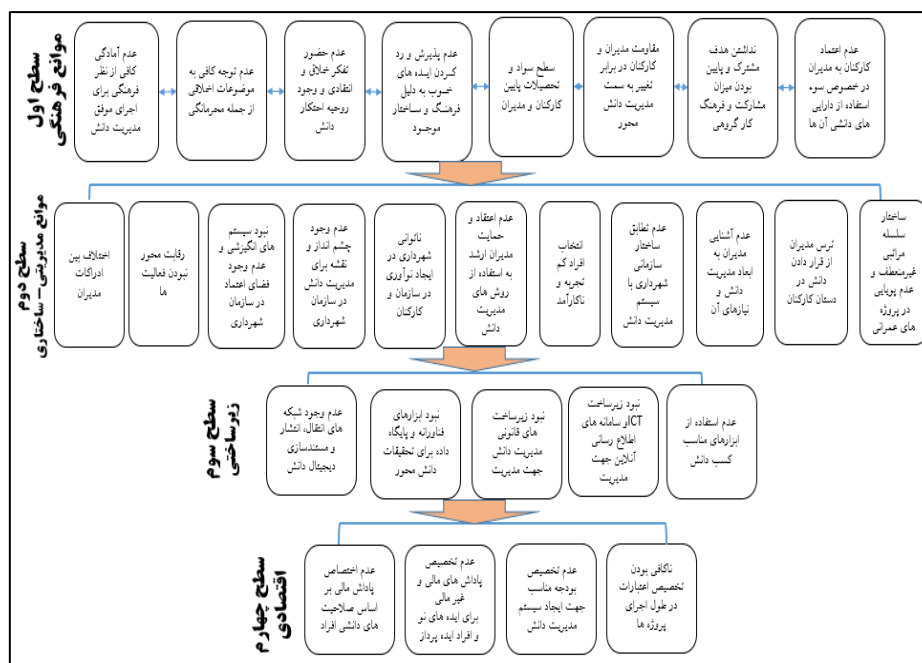 سطح اول
موانع فرهنگی
عدم اعتماد
کارکنان به مدیران
در خصوص سوء
استفاده از دارایی
های دانشی آن ها
نداشتن هدف
مشترک و پایین
بودن میزان
مشارکت و فرهنگ
کار گروهی
مقاومت مدیران و
کارکنان در برابر
تغییر به سمت
مدیریت دانش
محور
سطح سواد و
تحصیلات پایین
کارکنان و مدیران
عدم پذیرش و رد
کردن ایده های
خوب به دلیل
فرهنگ و ساختار
موجود
عدم حضور
تفکر خلاق و
انتقادی و وجود
روحیه احتکار
دانش
عدم توجه کافی به
موضوعات اخلاقی
از جمله محرمانگی
عدم آمادگی
کافی از نظر
فرهنگی برای
اجرای موفق
مدیریت دانش
سطح دوم
موانع مدیریتی – ساختاری
ساختار
سلسله
مراتبی
غیرمنعطف و
عدم پویایی
در پروژه
های عمرانی
ترس مدیران
از قرار دادن
دانش در
دستان کارکنان
عدم آشنایی
مدیران به
ابعاد مدیریت
دانش و
نیازهای آن
عدم تطابق
ساختار
سازمانی
شهرداری با
سیستم
مدیریت دانش
انتخاب
افراد کم
تجربه و
ناکارآمد
عدم اعتقاد و
حمایت
مدیران ارشد
به استفاده از
روش های
مدیریت
دانش
ناتوانی
شهرداری در
ایجاد نوآوری
در سازمان و
کارکنان
عدم وجود
چشم انداز و
نقشه برای
مدیریت دانش
در سازمان
شهرداری
نبود سیستم
های انگیزشی و
عدم وجود
فضای اعتماد
در سازمان
شهرداری
رقابت محور
نبودن فعالیت
ها
اختلاف بین
ادراکات
مدیران
سطح سوم
زیرساختی
عدم استفاده از
ابزارهای مناسب
کسب دانش
نبود زیرساخت
ICTو سامانه های
اطلاع رسانی
آنلاین جهت
مدیریت
نبود زیرساخت
های قانونی
مدیریت دانش
جهت مدیریت
نبود ابزارهای
فناورانه و پایگاه
داده برای تحقیقات
دانش محور
عدم وجود شبکه
های انتقال، انتشار
و مستندسازی
دیجیتال دانش
سطح چهارم
اقتصادی
ناکافی بودن
تخصیص اعتبارات
در طول اجرای
پروژه ها
عدم تخصیص
بودجه مناسب
جهت ایجاد سیستم
مدیریت دانش
عدم تخصیص
پاداش های مالی و
غیر مالی
برای ایده های نو
و افراد ایده پرداز
عدم اختصاص
پاداش مالی بر
اساس صلاحیت
های دانشی افراد